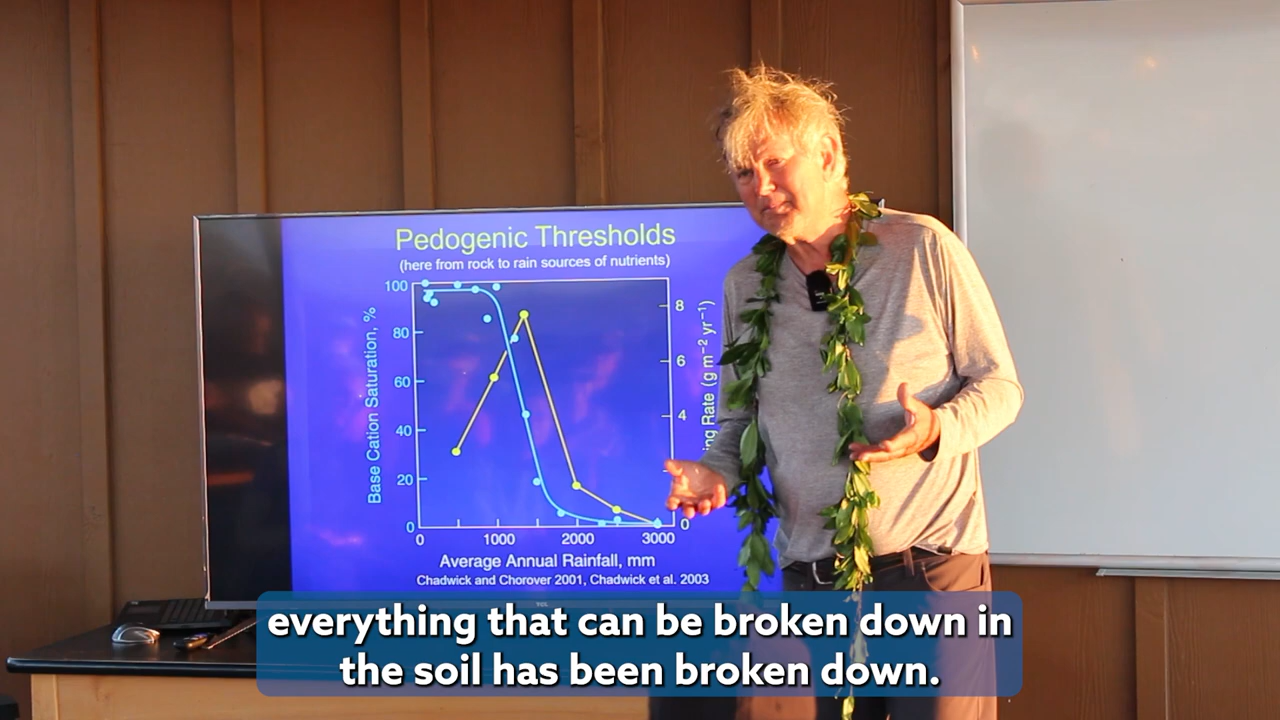 Pedogenic Thresholds
(here from rock to rain sources of nutrients)
Base Cation Saturation, %
100
80
60
40
20
0
8
6
4
0
ing Rate (g m⁻² yr⁻¹)
0 1000 2000 3000
Average Annual Rainfall, mm
Chadwick and Chorover 2001, Chadwick et al. 2003
TCL
everything that can be broken down in
the soil has been broken down.